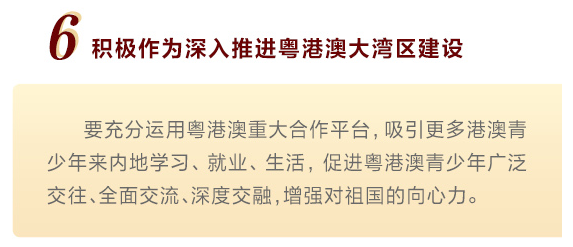 6 积极作为深入推进粤港澳大湾区建设
要充分运用粤港澳重大合作平台，吸引更多港澳青
少年来内地学习、就业、生活，促进粤港澳青少年广泛
交往、全面交流、深度交融，增强对祖国的向心力。